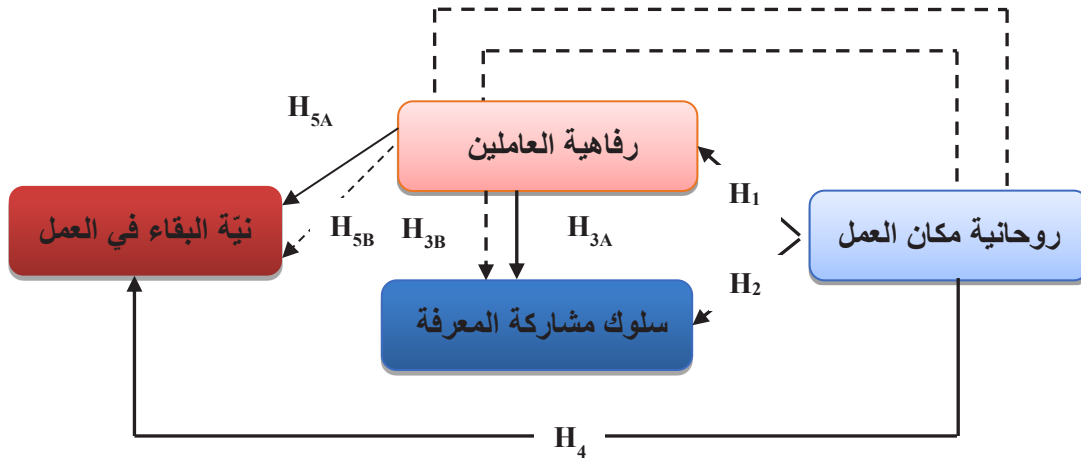 H5A
رفاهية العاملين
H1
روحانية مكان العمل
نيّة البقاء في العمل
H5B
H3B
H3A
H2
سلوك مشاركة المعرفة
H4